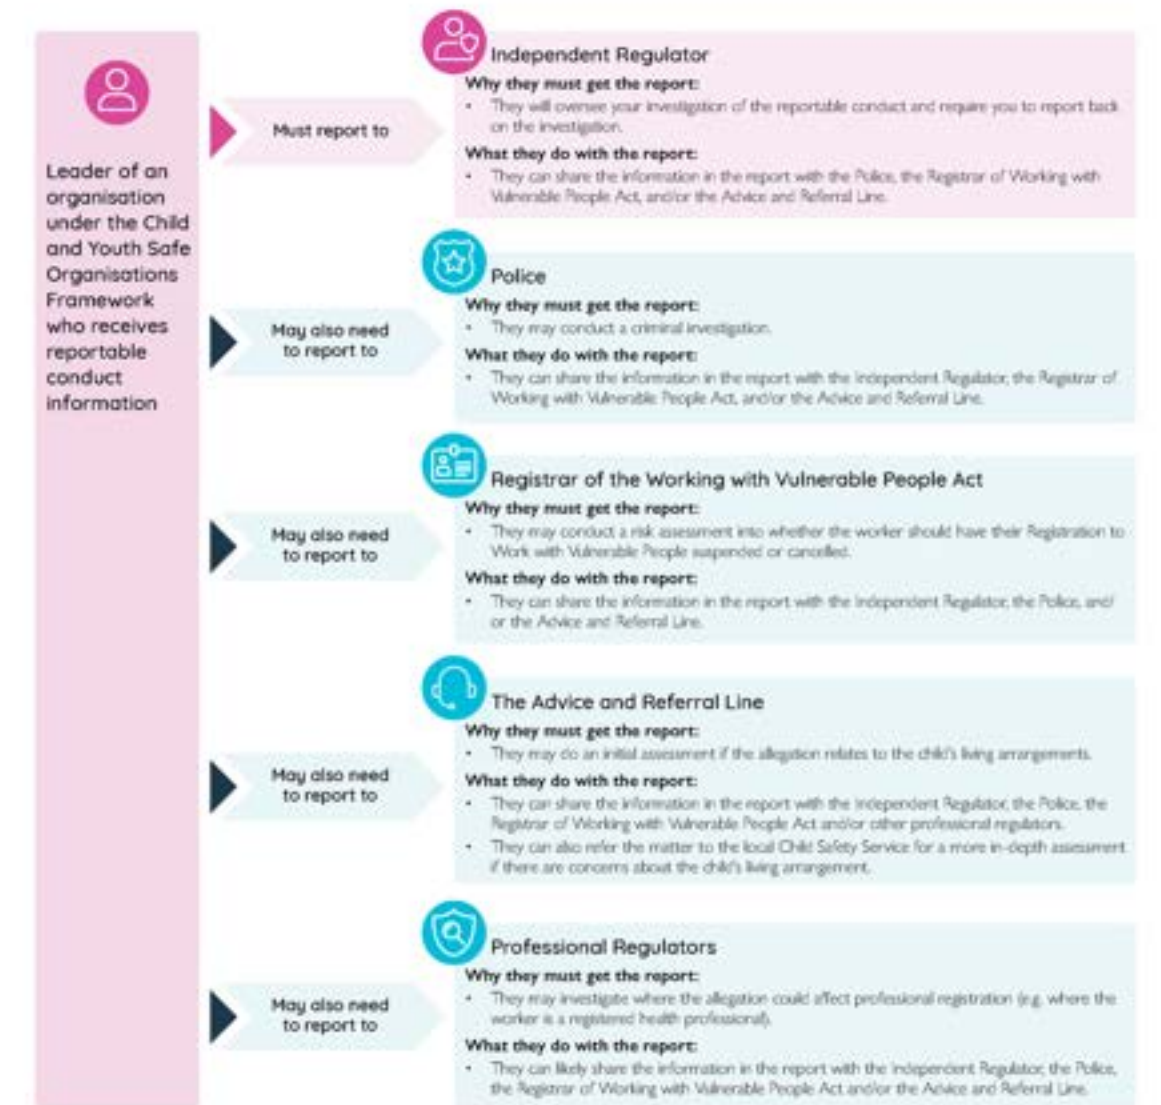 Leader of an
organisation
under the Child
and Youth Safe
Organisations
Framework
who receives
reportable
conduct
information
Must report to
Independent Regulator
Why they must get the report:
• They will oversee your investigation of the reportable conduct and require you to report back
on the investigation.
What they do with the report:
• They can share the information in the report with the Police, the Registrar of Working with
Vulnerable People Act, and/or the Advice and Referral Line.
May also need
to report to
Police
Why they must get the report:
• They may conduct a criminal investigation.
What they do with the report:
• They can share the information in the report with the Independent Regulator, the Registrar of
Working with Vulnerable People Act, and/or the Advice and Referral Line.
May also need
to report to
Registrar of the Working with Vulnerable People Act
Why they must get the report:
• They may conduct a risk assessment into whether the worker should have their Registration to
Work with Vulnerable People suspended or cancelled.
What they do with the report:
• They can share the information in the report with the Independent Regulator, the Police, and/
or the Advice and Referral Line.
May also need
to report to
The Advice and Referral Line
Why they must get the report:
• They may do an initial assessment if the allegation relates to the child's living arrangements.
What they do with the report:
• They can share the information in the report with the Independent Regulator, the Police, the
Registrar of Working with Vulnerable People Act and/or other professional regulators.
• They can also refer the matter to the local Child Safety Service for a more in-depth assessment
if there are concerns about the child's living arrangement.
May also need
to report to
Professional Regulators
Why they must get the report:
• They may investigate where the allegation could affect professional registration (e.g. where the
worker is a registered health professional).
What they do with the report:
• They can likely share the information in the report with the Independent Regulator, the Police,
the Registrar of Working with Vulnerable People Act and/or the Advice and Referral Line.